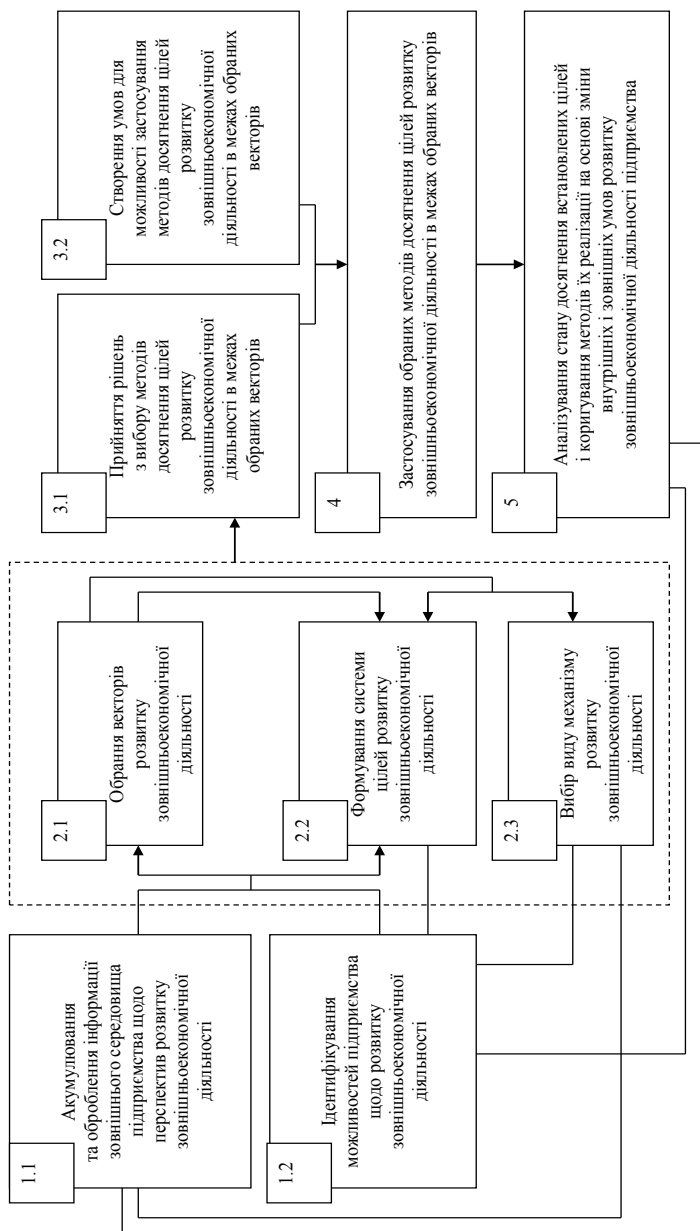 1.1
Акумулювання
та оброблення інформації
зовнішнього середовища
підприємства щодо
перспектив розвитку
зовнішньоекономічної
діяльності
1.2
Ідентифікування
можливостей підприємства
щодо розвитку
зовнішньоекономічної
діяльності
2.1
Обрання векторів
розвитку
зовнішньоекономічної
діяльності
2.2
Формування системи
цілей розвитку
зовнішньоекономічної
діяльності
2.3
Вибір виду механізму
розвитку
зовнішньоекономічної
діяльності
3.1
Прийняття рішень
з вибору методів
досягнення цілей
розвитку
зовнішньоекономічної
діяльності в межах
обраних векторів
3.2
Створення умов для
можливості застосування
методів досягнення цілей
розвитку
зовнішньоекономічної
діяльності в межах обраних
векторів
4
Застосування обраних методів досягнення цілей розвитку
зовнішньоекономічної діяльності в межах обраних векторів
5
Аналізування стану досягнення встановлених цілей
і коригування методів їх реалізації на основі зміни
внутрішніх і зовнішніх умов розвитку
зовнішньоекономічної діяльності підприємства